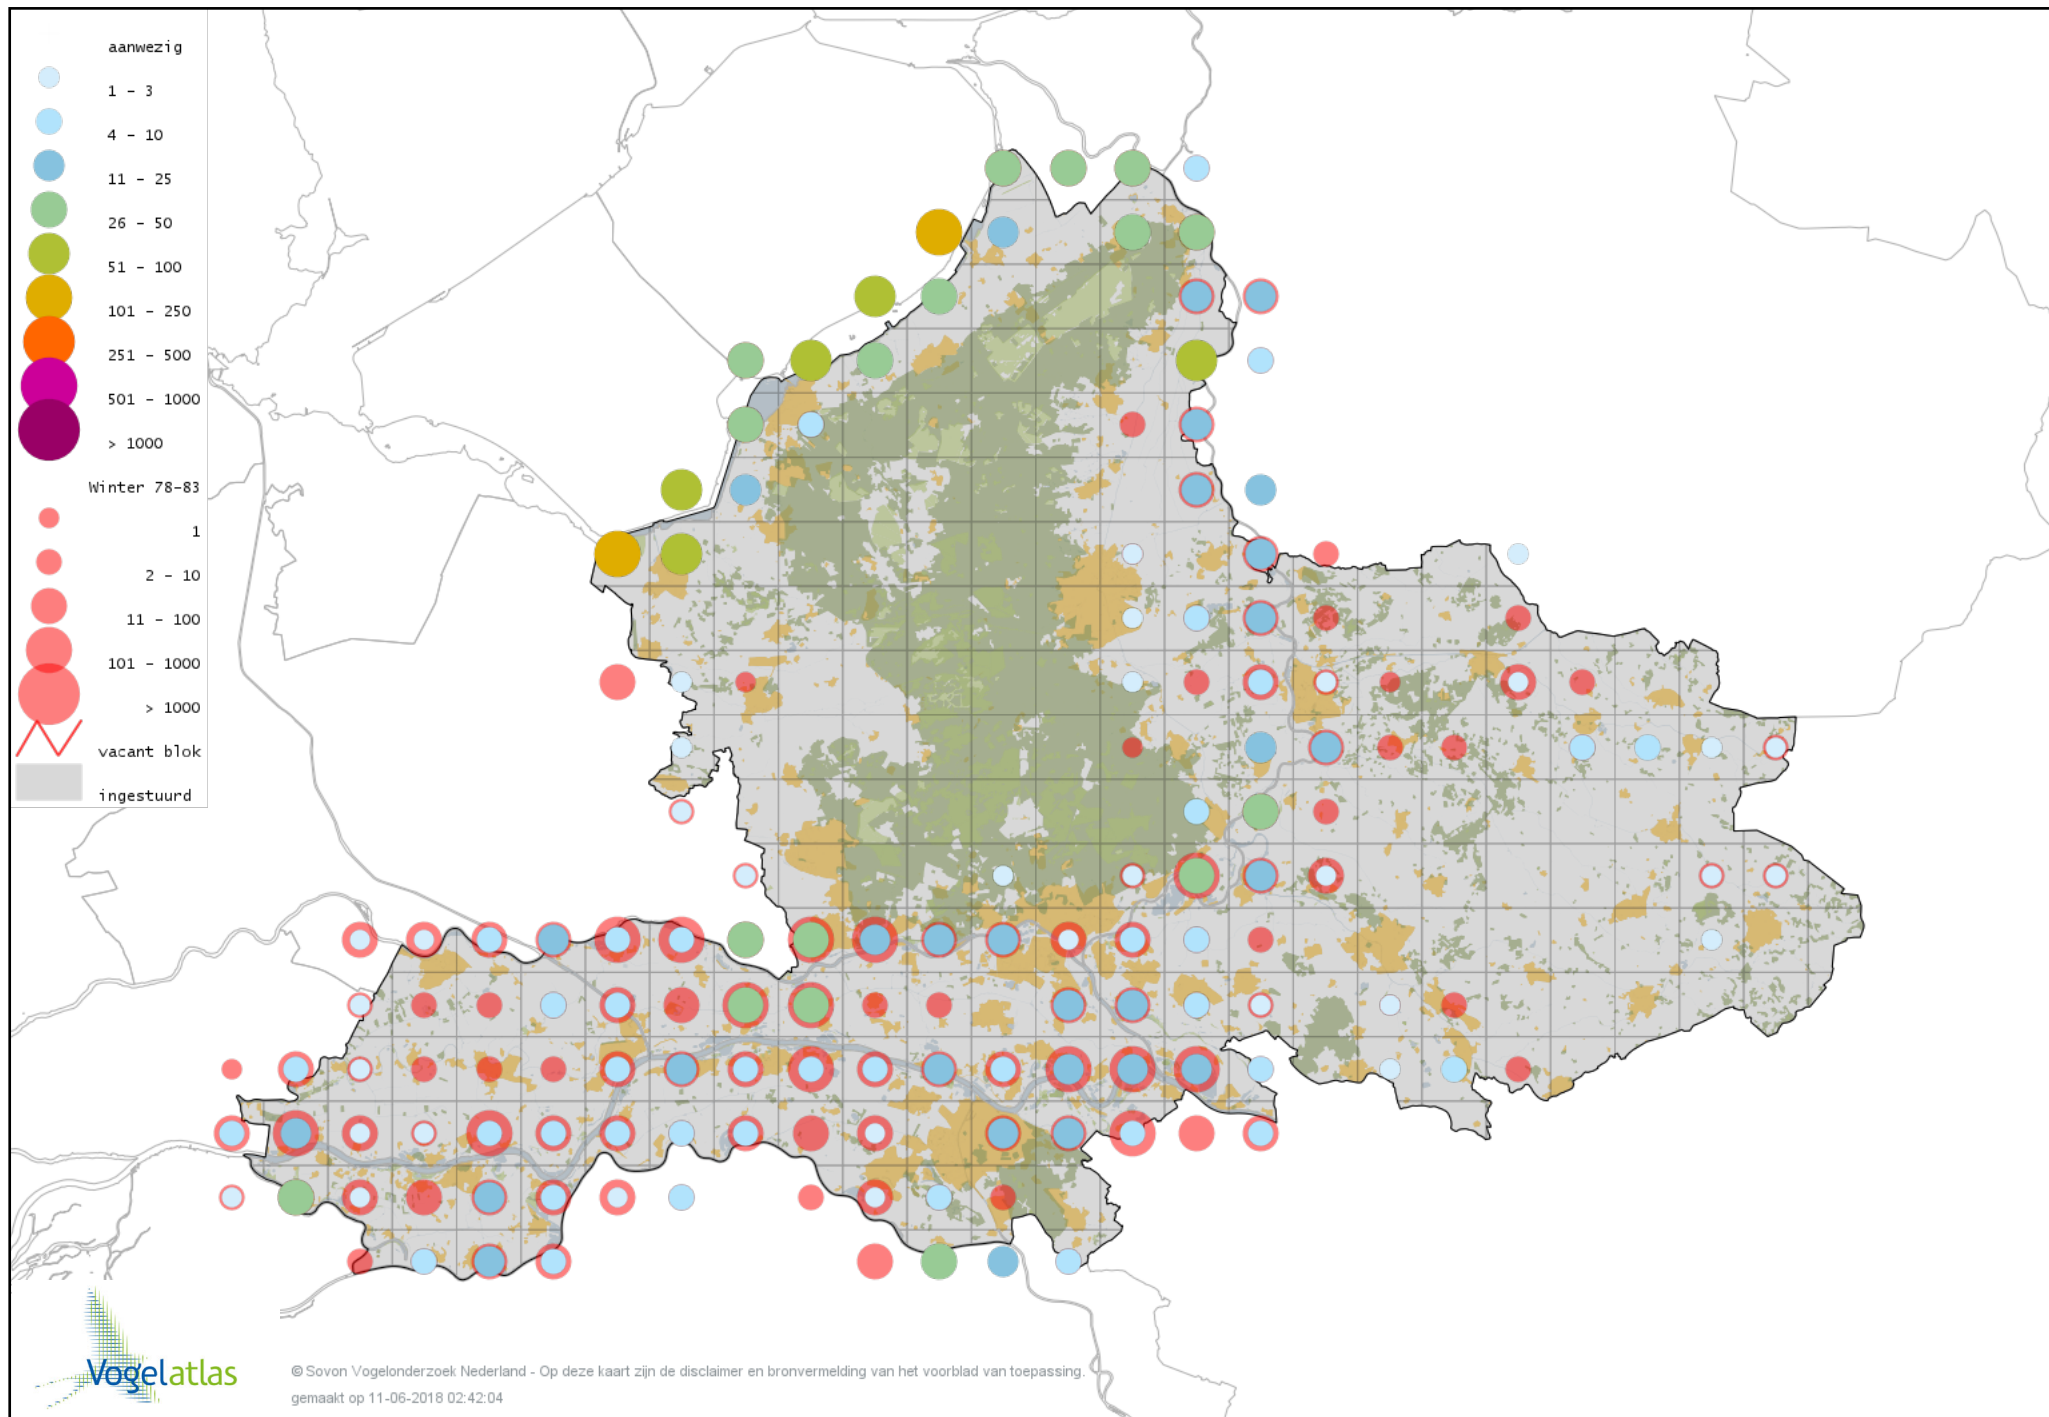 aanwezig
1 - 3
4 - 10
11 - 25
26 - 50
51 - 100
101 - 250
251 - 500
501 - 1000
> 1000
Winter 78-83
1
2 - 10
11 - 100
101 - 1000
> 1000
vacant blok
ingestuurd
Vogelatlas
© Sovon Vogelonderzoek Nederland - Op deze kaart zijn de disclaimer en bronvermelding van het voorblad van toepassing.
gemaakt op 11-06-2018 02:42:04